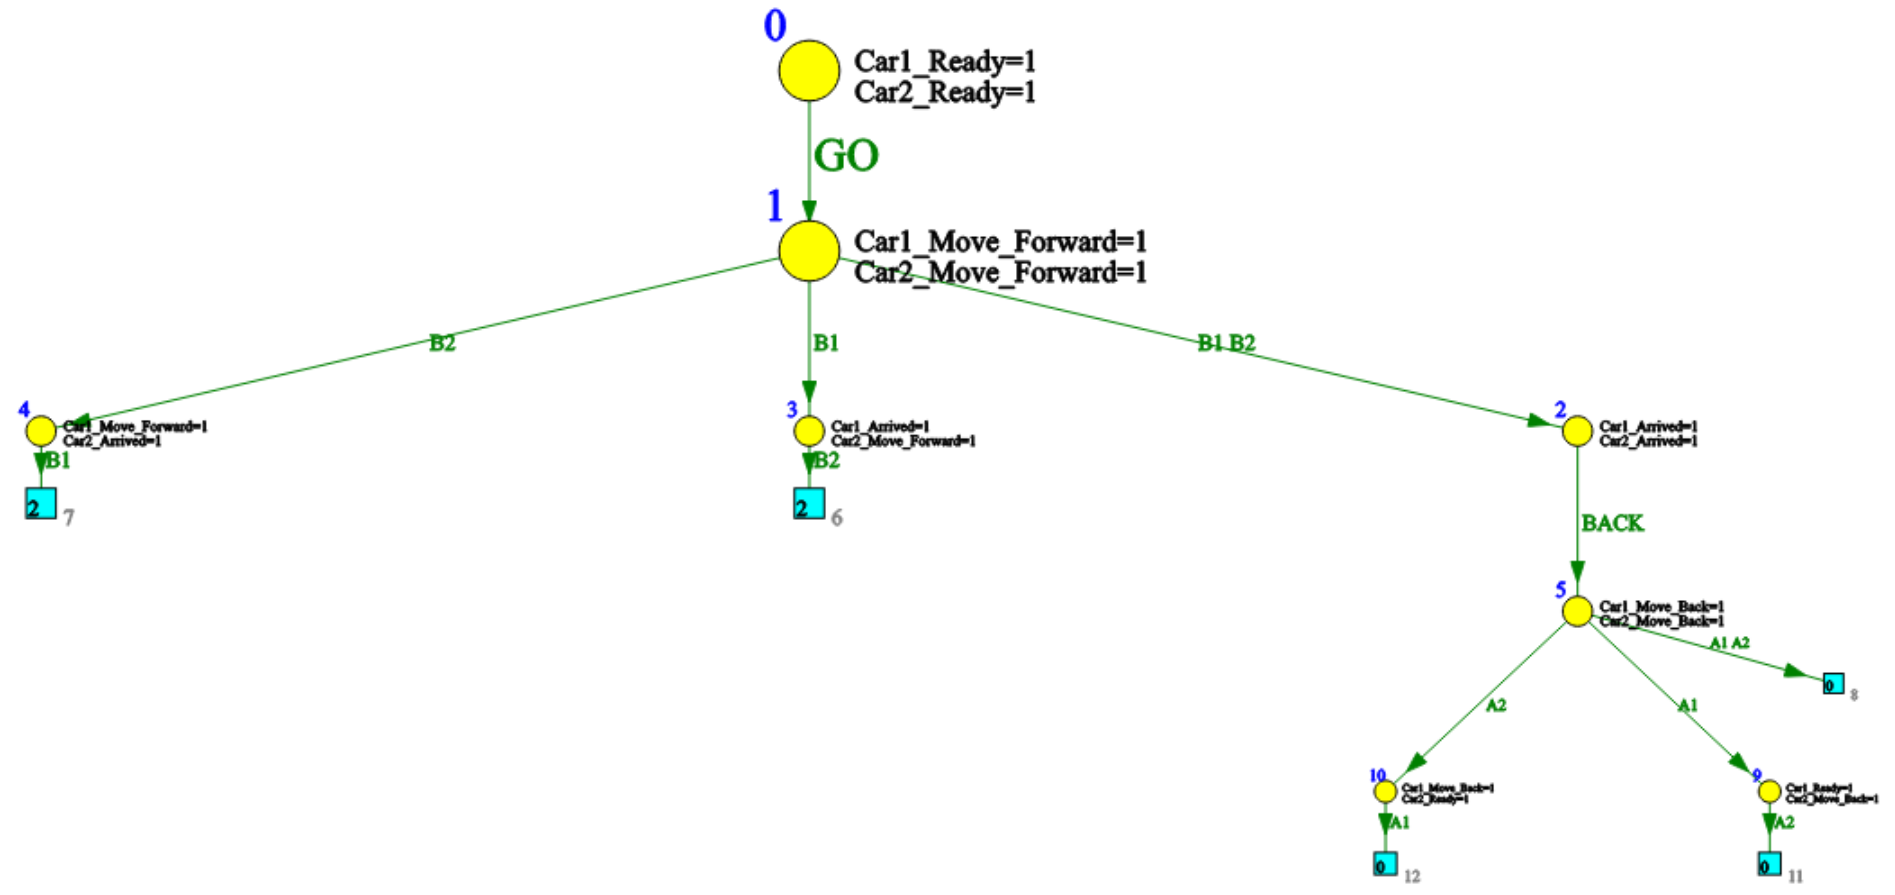 0
Car1_Ready=1
Car2_Ready=1
GO
1
Car1_Move_Forward=1
Car2_Move_Forward=1
B2
B1
B1 B2
4
Car1_Move_Forward=1
Car2_Arrived=1
3
Car1_Arrived=1
Car2_Move_Forward=1
2
Car1_Arrived=1
Car2_Arrived=1
B1
B2
2
7
2
6
BACK
5
Car1_Move_Back=1
Car2_Move_Back=1
A1 A2
0
8
A2
A1
10
Car1_Move_Back=1
Car2_Ready=1
9
Car1_Ready=1
Car2_Move_Back=1
A1
A2
0
12
0
11